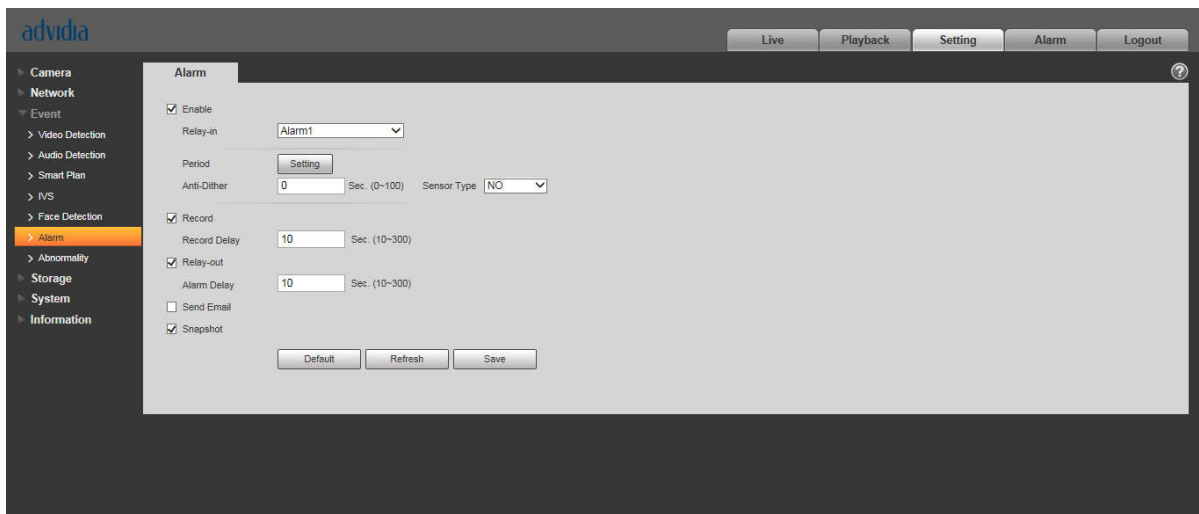 advidia
Live
Playback
Setting
Alarm
Logout
Camera
Network
Event
> Video Detection
> Audio Detection
> Smart Plan
> IVS
> Face Detection
> Alarm
> Abnormality
Storage
System
Information
Alarm
?
Enable
Relay-in Alarm1
Period Setting
Anti-Dither 0 Sec. (0~100) Sensor Type NO
Record
Record Delay 10 Sec. (10~300)
Relay-out
Alarm Delay 10 Sec. (10~300)
Send Email
Snapshot
Default Refresh Save